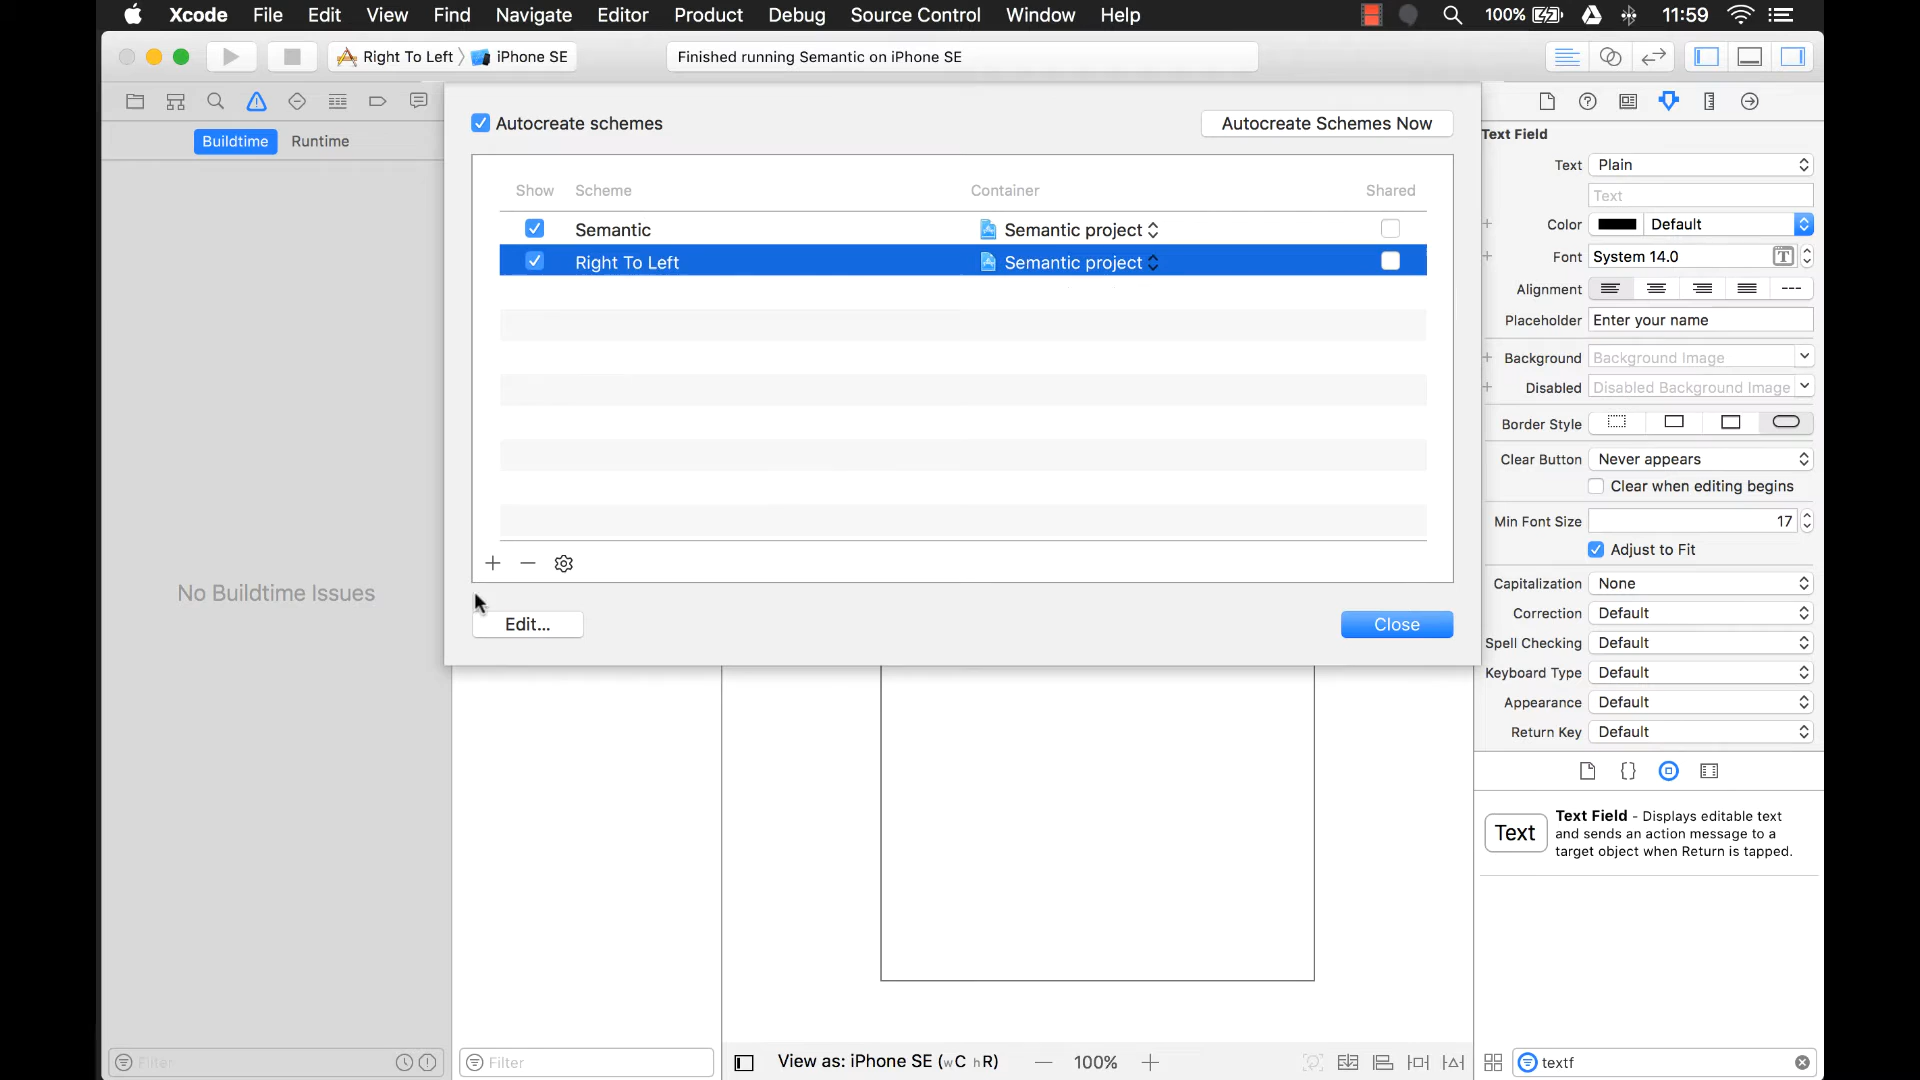 Xcode File Edit View Find Navigate Editor Product Debug Source Control Window Help 100% 11:59
Right To Left iPhone SE
Finished running Semantic on iPhone SE
Buildtime Runtime
No Buildtime Issues
Filter
Autocreate schemes
Autocreate Schemes Now
Show Scheme Container Shared
Semantic Semantic project
Right To Left Semantic project
Edit...
Close
Filter
View as: iPhone SE (wC hR)
100%
Text Field
Text Plain
Text
Color Default
Font System 14.0
Alignment
Placeholder Enter your name
Background Background Image
Disabled Disabled Background Image
Border Style
Clear Button Never appears
Clear when editing begins
Min Font Size 17
Adjust to Fit
Capitalization None
Correction Default
Spell Checking Default
Keyboard Type Default
Appearance Default
Return Key Default
Text
Text Field - Displays editable text
and sends an action message to a
target object when Return is tapped.
textf